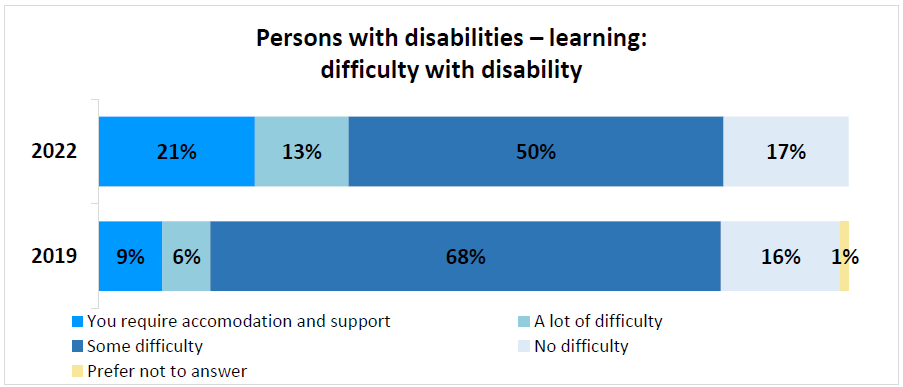 Persons with disabilities – learning:
difficulty with disability
2022 21% 13% 50% 17%
2019 9% 6% 68% 16% 1%
You require accomodation and support A lot of difficulty
Some difficulty No difficulty
Prefer not to answer